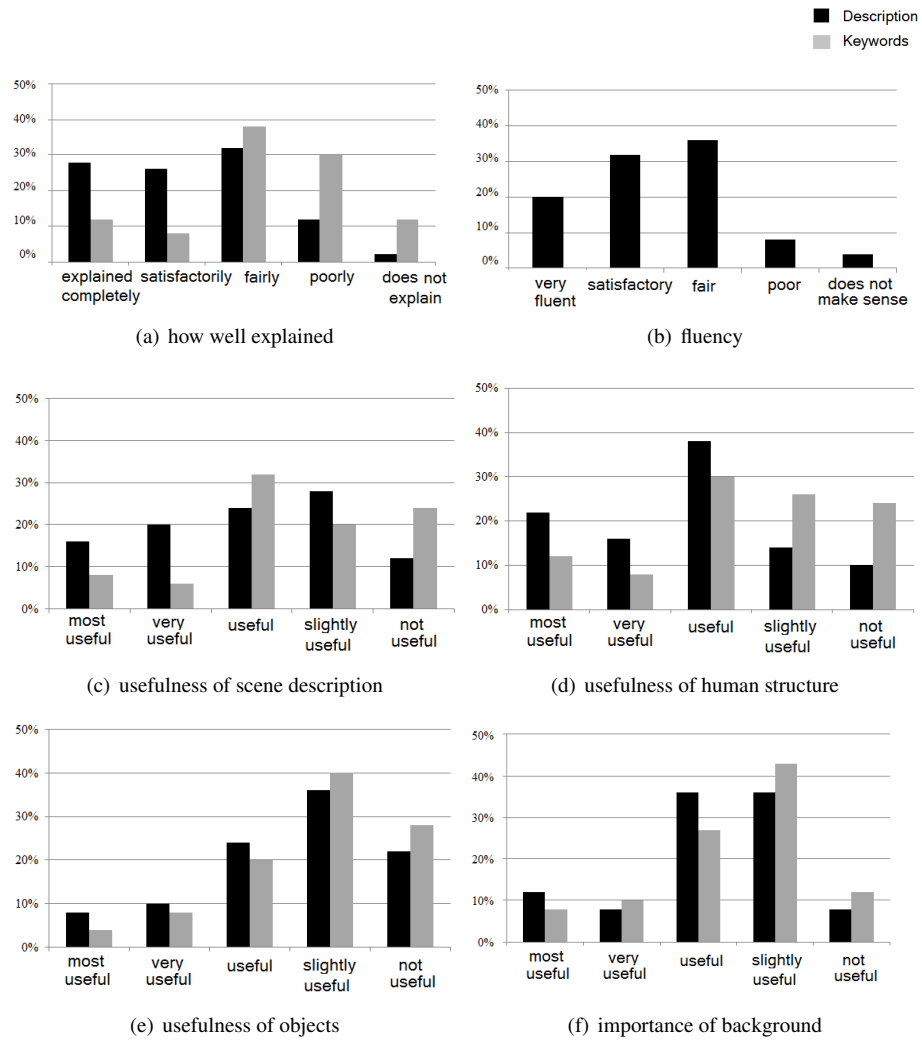 Description
Keywords
50%
40%
30%
20%
10%
0%
explained completely
satisfactorily
fairly
poorly
does not explain
(a) how well explained
50%
40%
30%
20%
10%
0%
very fluent
satisfactory
fair
poor
does not make sense
(b) fluency
50%
40%
30%
20%
10%
0%
most useful
very useful
useful
slightly useful
not useful
(c) usefulness of scene description
50%
40%
30%
20%
10%
0%
most useful
very useful
useful
slightly useful
not useful
(d) usefulness of human structure
50%
40%
30%
20%
10%
0%
most useful
very useful
useful
slightly useful
not useful
(e) usefulness of objects
50%
40%
30%
20%
10%
0%
most useful
very useful
useful
slightly useful
not useful
(f) importance of background